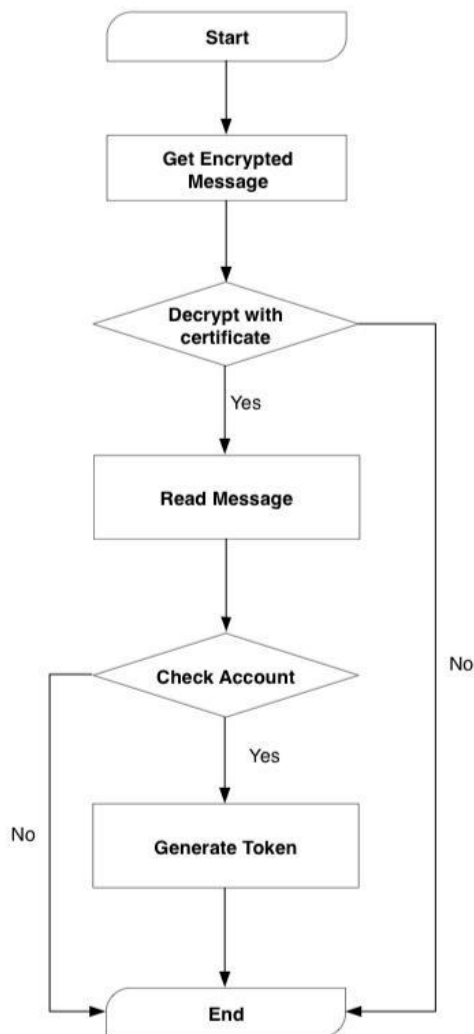 Start
Get Encrypted
Message
Decrypt with
certificate
Yes
Read Message
No
Check Account
Yes
No
Generate Token
End